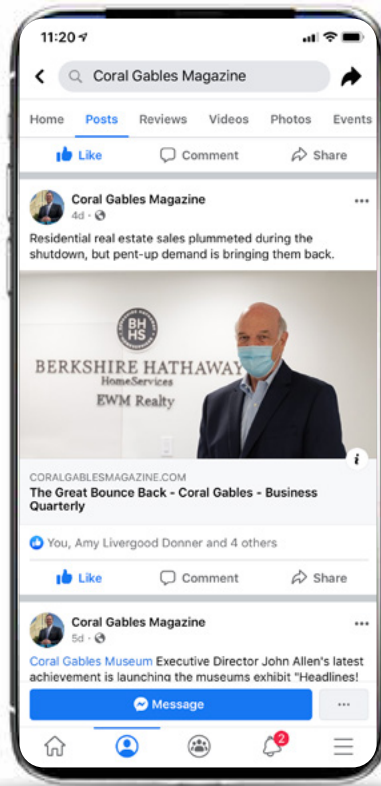 11:20
Coral Gables Magazine
Home Posts Reviews Videos Photos Events
Like Comment Share
Coral Gables Magazine
4d ·
Residential real estate sales plummeted during the
shutdown, but pent-up demand is bringing them back.
BH
HS
BERKSHIRE HATHAWAY
HomeServices
EWM Realty
i
CORALGABLESMAGAZINE.COM
The Great Bounce Back - Coral Gables - Business
Quarterly
You, Amy Livergood Donner and 4 others
Like Comment Share
Coral Gables Magazine
5d ·
Coral Gables Museum Executive Director John Allen's latest
achievement is launching the museums exhibit "Headlines!
Message
2